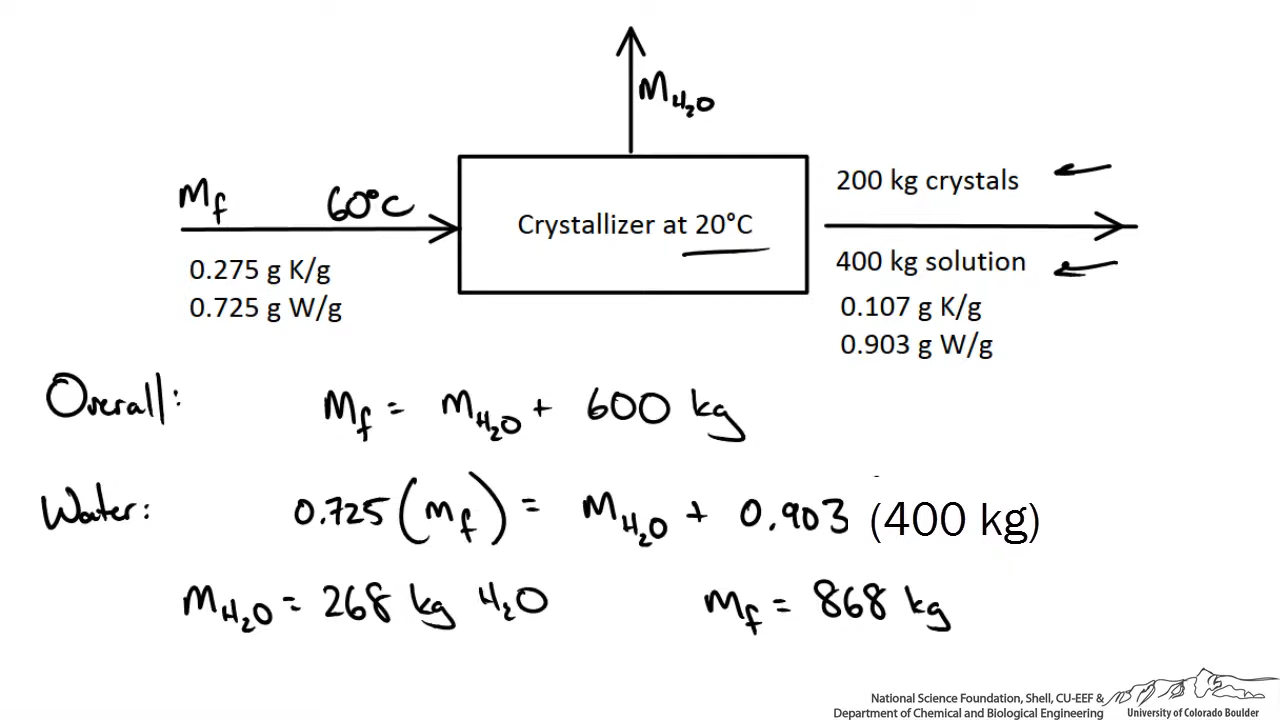 M_H₂O
M_f 60°C
0.275 g K/g
0.725 g W/g
Crystallizer at 20°C
200 kg crystals
400 kg solution
0.107 g K/g
0.903 g W/g
Overall: M_f = M_H₂O + 600 kg
Water: 0.725 (M_f) = M_H₂O + 0.903 (400 kg)
M_H₂O = 268 kg H₂O M_f = 868 kg
National Science Foundation, Shell, CU-EEF &
Department of Chemical and Biological Engineering
University of Colorado Boulder